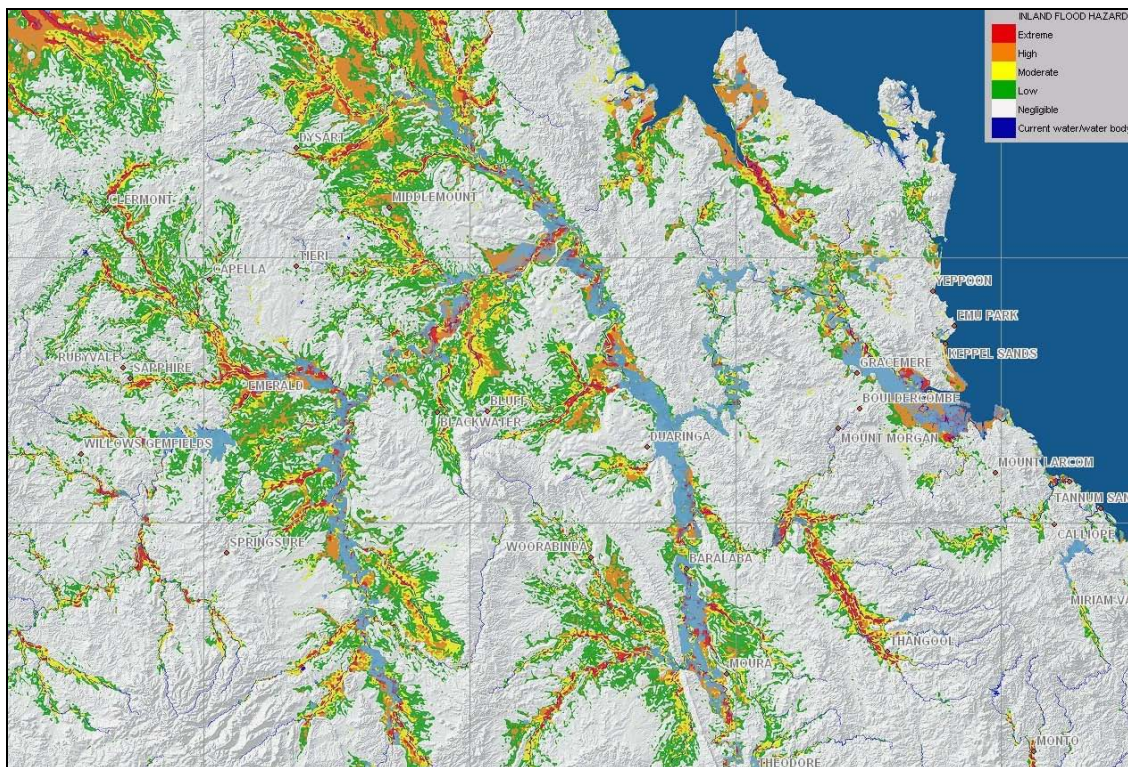 INLAND FLOOD HAZARD
Extreme
High
Moderate
Low
Negligible
Current water/water body
DYSART
CLERMONT
MIDDLEMOUNT
TIERI
CAPELLA
YEPPOON
EMU PARK
KEPPEL SANDS
RUBYVALE
SAPPHIRE
GRACEMERE
EMERALD
BOULDERCOMBE
BLUFF
BLACKWATER
MOUNT MORGAN
WILLOWS GEMFIELDS
DUARINGA
MOUNT LARCOM
TANNUM SAN
CALLIOPE
SPRINGSURE
WOORABINDA
BARALABA
MIRIAM VA
THANGOOL
MOURA
MONTO
THEODORE